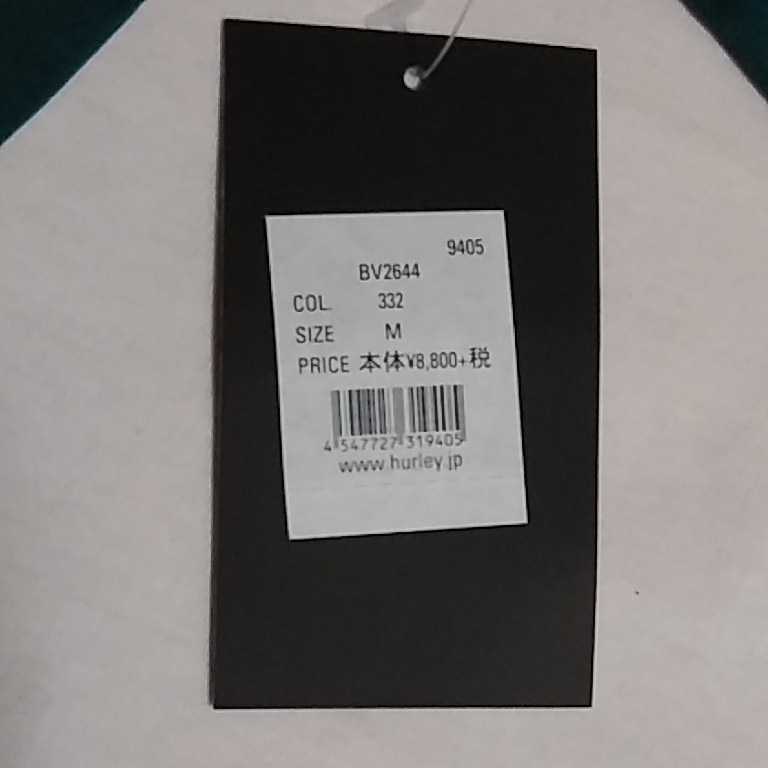 9405
BV2644
COL. 332
SIZE M
PRICE 本体¥8,800+税
4 547727 319405
www.hurley.jp